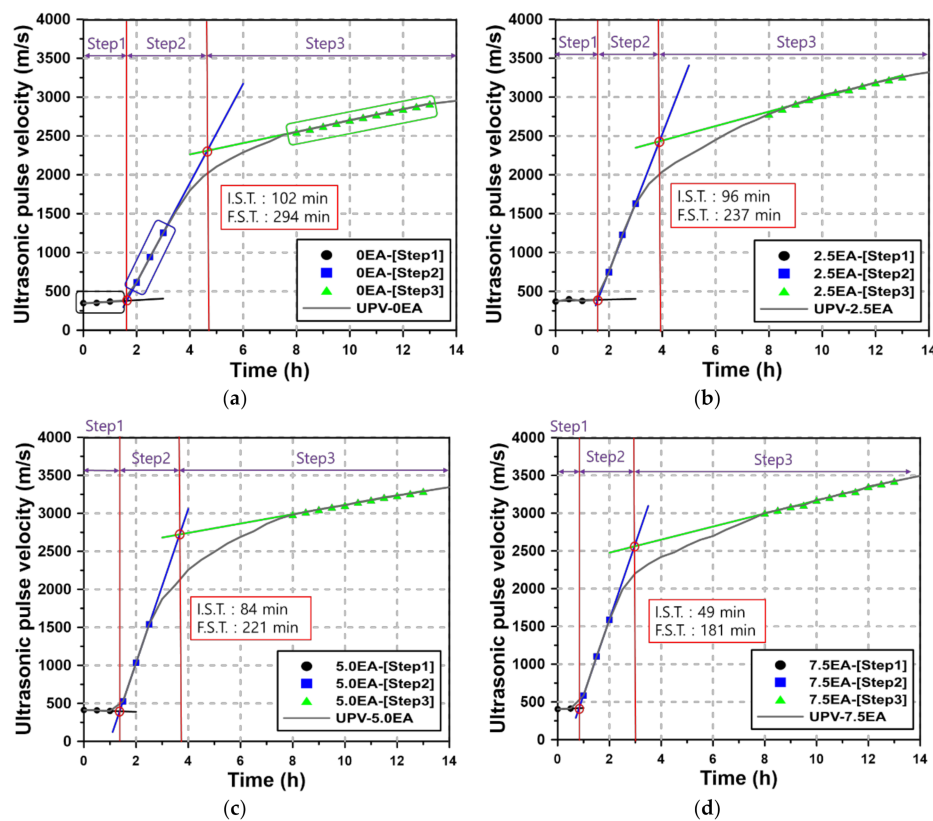 Ultrasonic pulse velocity (m/s)
4000
3500
3000
2500
2000
1500
1000
500
0
Step1
Step2
Step3
I.S.T. : 102 min
F.S.T. : 294 min
0EA-[Step1]
0EA-[Step2]
0EA-[Step3]
UPV-0EA
0 2 4 6 8 10 12 14
Time (h)
(a)
Ultrasonic pulse velocity (m/s)
4000
3500
3000
2500
2000
1500
1000
500
0
Step1
Step2
Step3
I.S.T. : 96 min
F.S.T. : 237 min
2.5EA-[Step1]
2.5EA-[Step2]
2.5EA-[Step3]
UPV-2.5EA
0 2 4 6 8 10 12 14
Time (h)
(b)
Ultrasonic pulse velocity (m/s)
4000
3500
3000
2500
2000
1500
1000
500
0
Step1
Step2
Step3
I.S.T. : 84 min
F.S.T. : 221 min
5.0EA-[Step1]
5.0EA-[Step2]
5.0EA-[Step3]
UPV-5.0EA
0 2 4 6 8 10 12 14
Time (h)
(c)
Ultrasonic pulse velocity (m/s)
4000
3500
3000
2500
2000
1500
1000
500
0
Step1
Step2
Step3
I.S.T. : 49 min
F.S.T. : 181 min
7.5EA-[Step1]
7.5EA-[Step2]
7.5EA-[Step3]
UPV-7.5EA
0 2 4 6 8 10 12 14
Time (h)
(d)